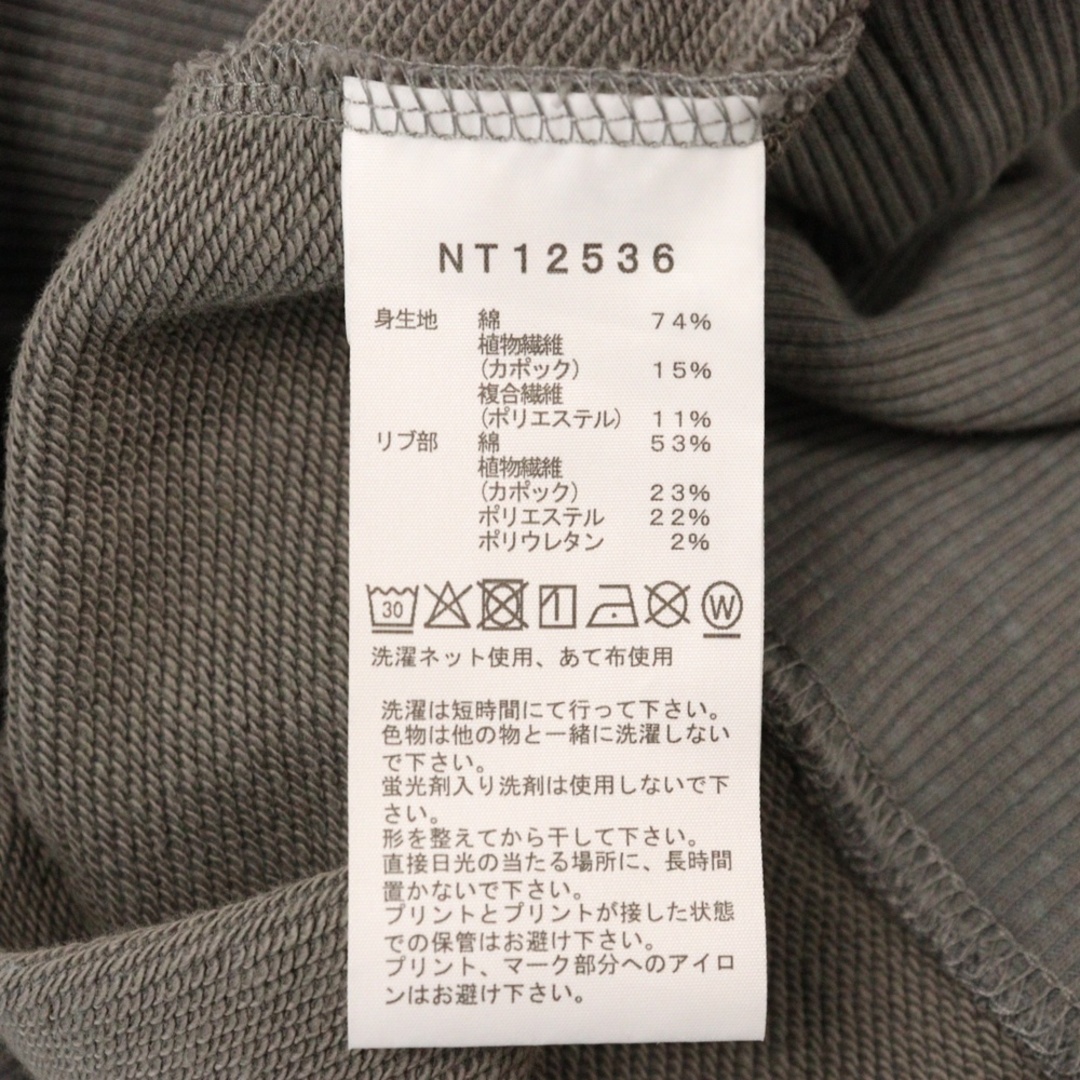 NT12536
身生地 綿 74%
植物繊維
(カポック) 15%
複合繊維
(ポリエステル) 11%
リブ部 綿 53%
植物繊維
(カポック) 23%
ポリエステル 22%
ポリウレタン 2%
30 W
洗濯ネット使用、あて布使用
洗濯は短時間にて行って下さい。
色物は他の物と一緒に洗濯しない
で下さい。
蛍光剤入り洗剤は使用しないで下
さい。
形を整えてから干して下さい。
直接日光の当たる場所に、長時間
置かないで下さい。
プリントとプリントが接した状態
での保管はお避け下さい。
プリント、マーク部分へのアイロ
ンはお避け下さい。